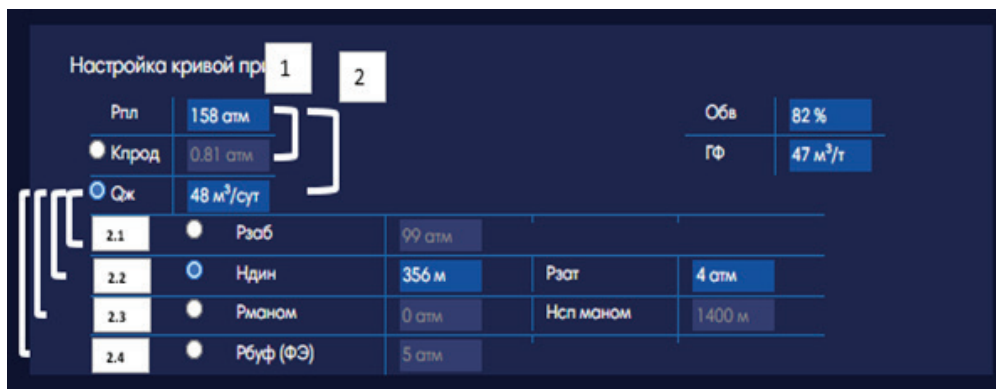 Настройка кривой при 1 2
Рпл 158 атм Обв 82 %
Кпрод 0.81 атм ГФ 47 м³/т
Qж 48 м³/сут
2.1 Рзаб 99 атм
2.2 Ндин 356 м Рзат 4 атм
2.3 Рманом 0 атм Нсп маном 1400 м
2.4 Рбуф (ФЭ) 5 атм